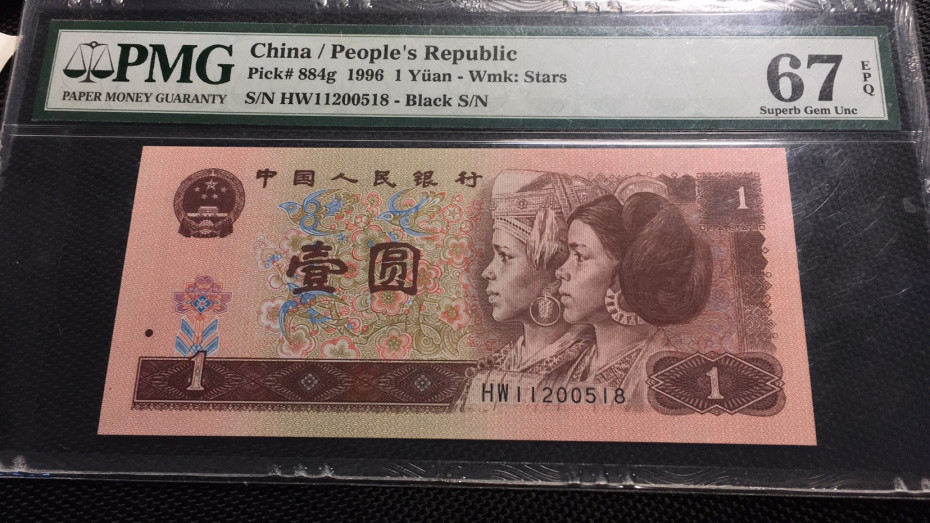 PMG
PAPER MONEY GUARANTY
China / People's Republic
Pick# 884g 1996 1 Yüan - Wmk: Stars
S/N HW11200518 - Black S/N
67
EPQ
Superb Gem Unc
中国人民银行
1
壹圆
1
HW11200518
1